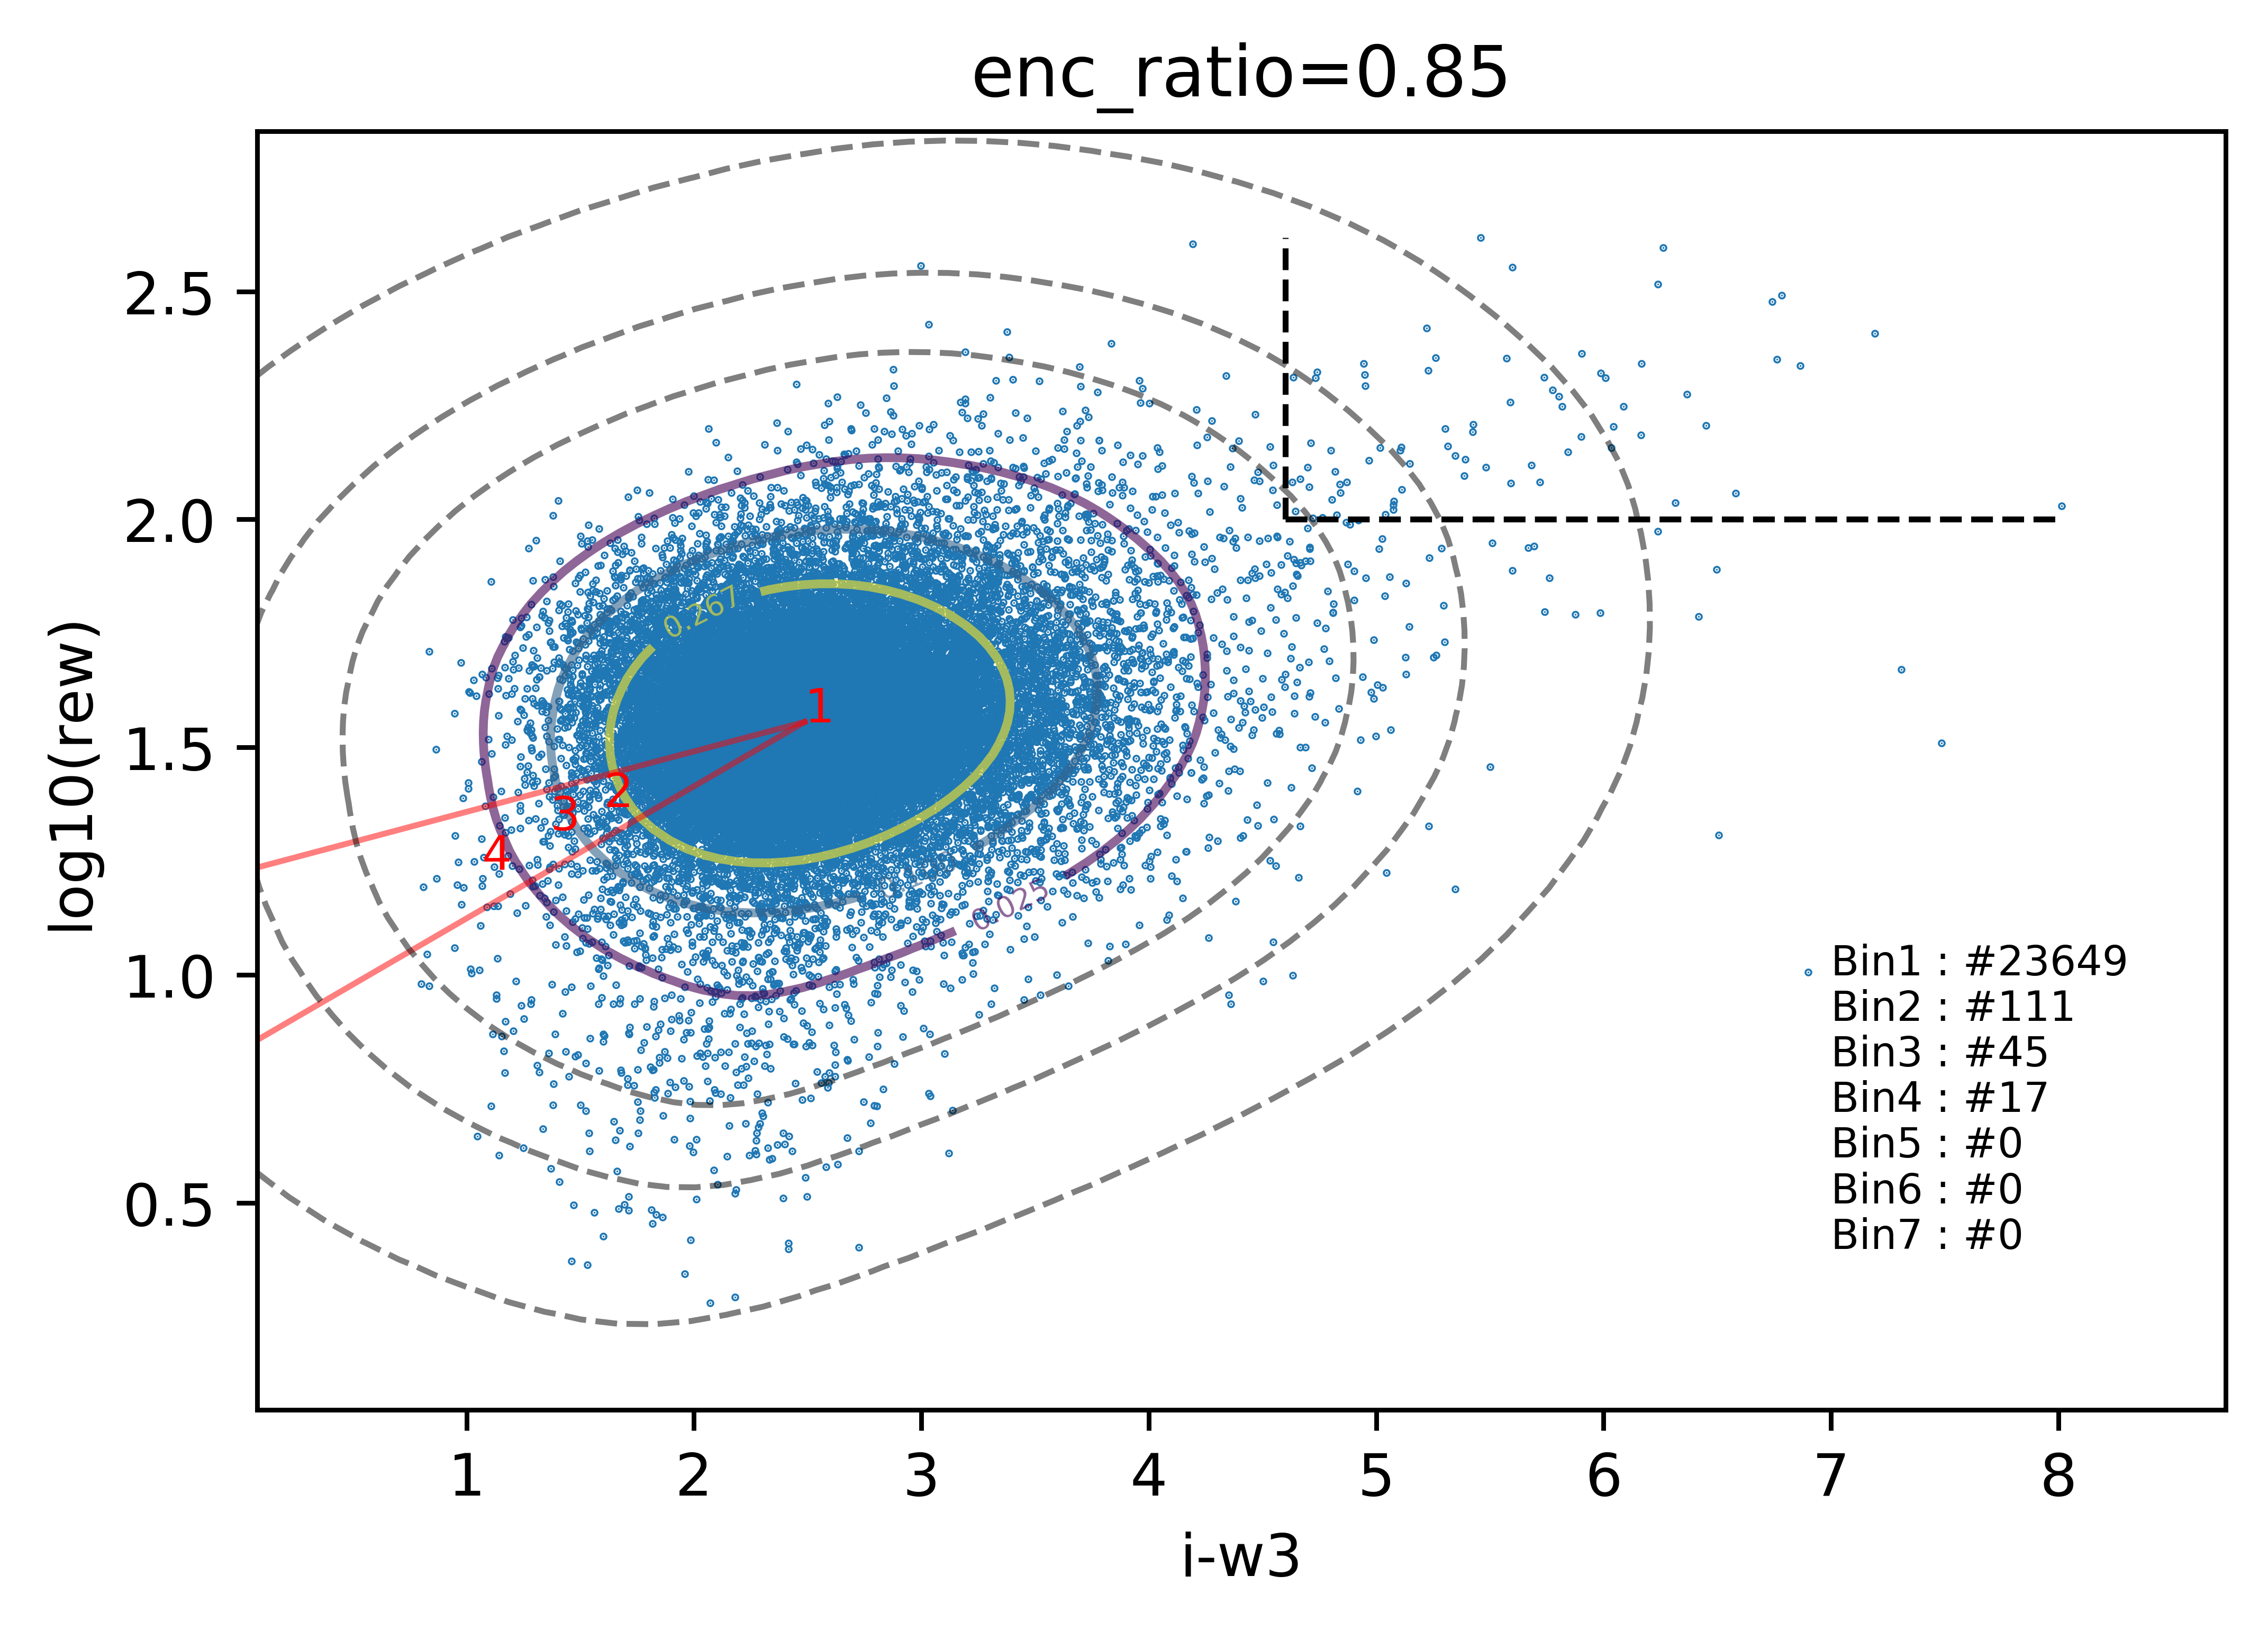 enc_ratio=0.85
log10(rew)
2.5
2.0
1.5
1.0
0.5
0.267
0.025
1
2
3
4
Bin1 : #23649
Bin2 : #111
Bin3 : #45
Bin4 : #17
Bin5 : #0
Bin6 : #0
Bin7 : #0
1 2 3 4 5 6 7 8
i-w3